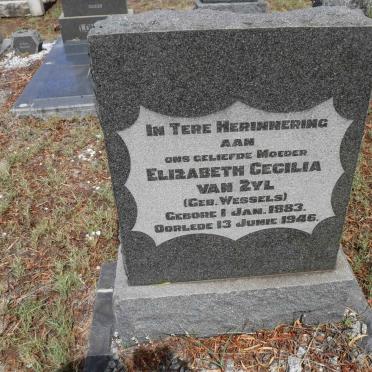 In Tere Herinnering
aan
ons geliefde Moeder
Elizabeth Cecilia
van Zyl
(Geb. Wessels)
Gebore 1 Jan. 1883.
Oorlede 13 Junie 1946.